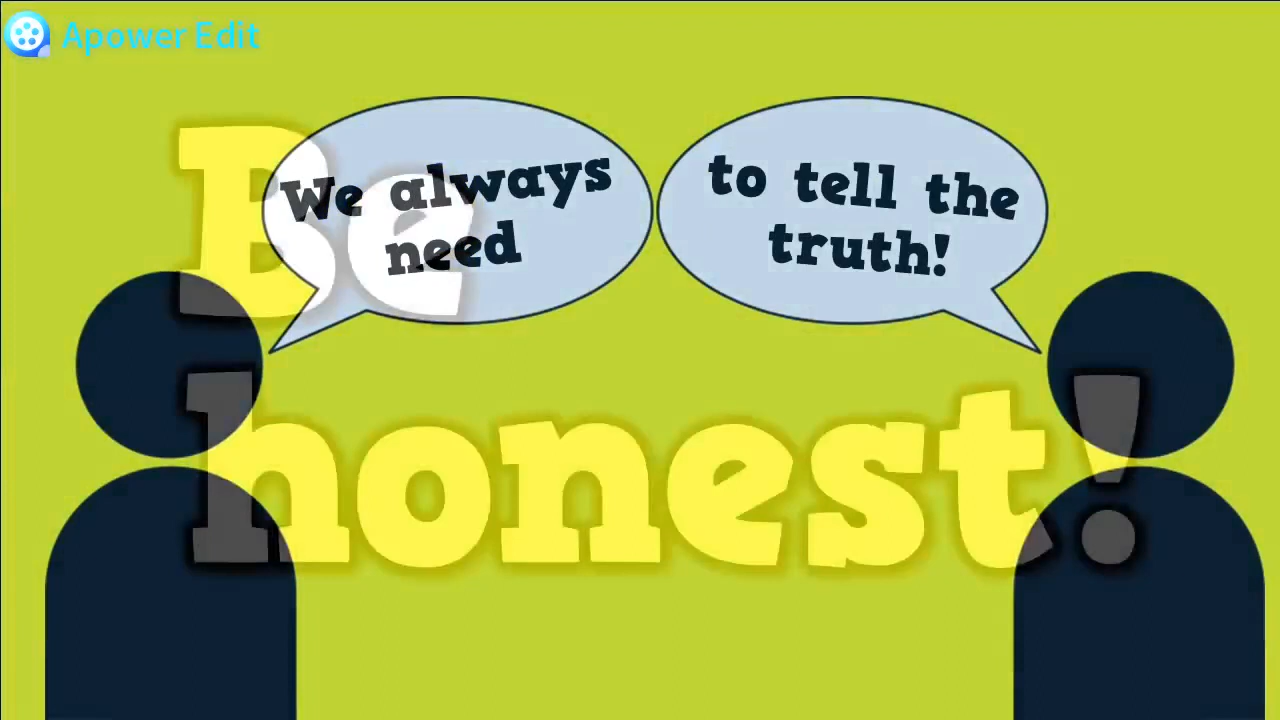 Apower Edit
We always
need
to tell the
truth!
Be
honest!